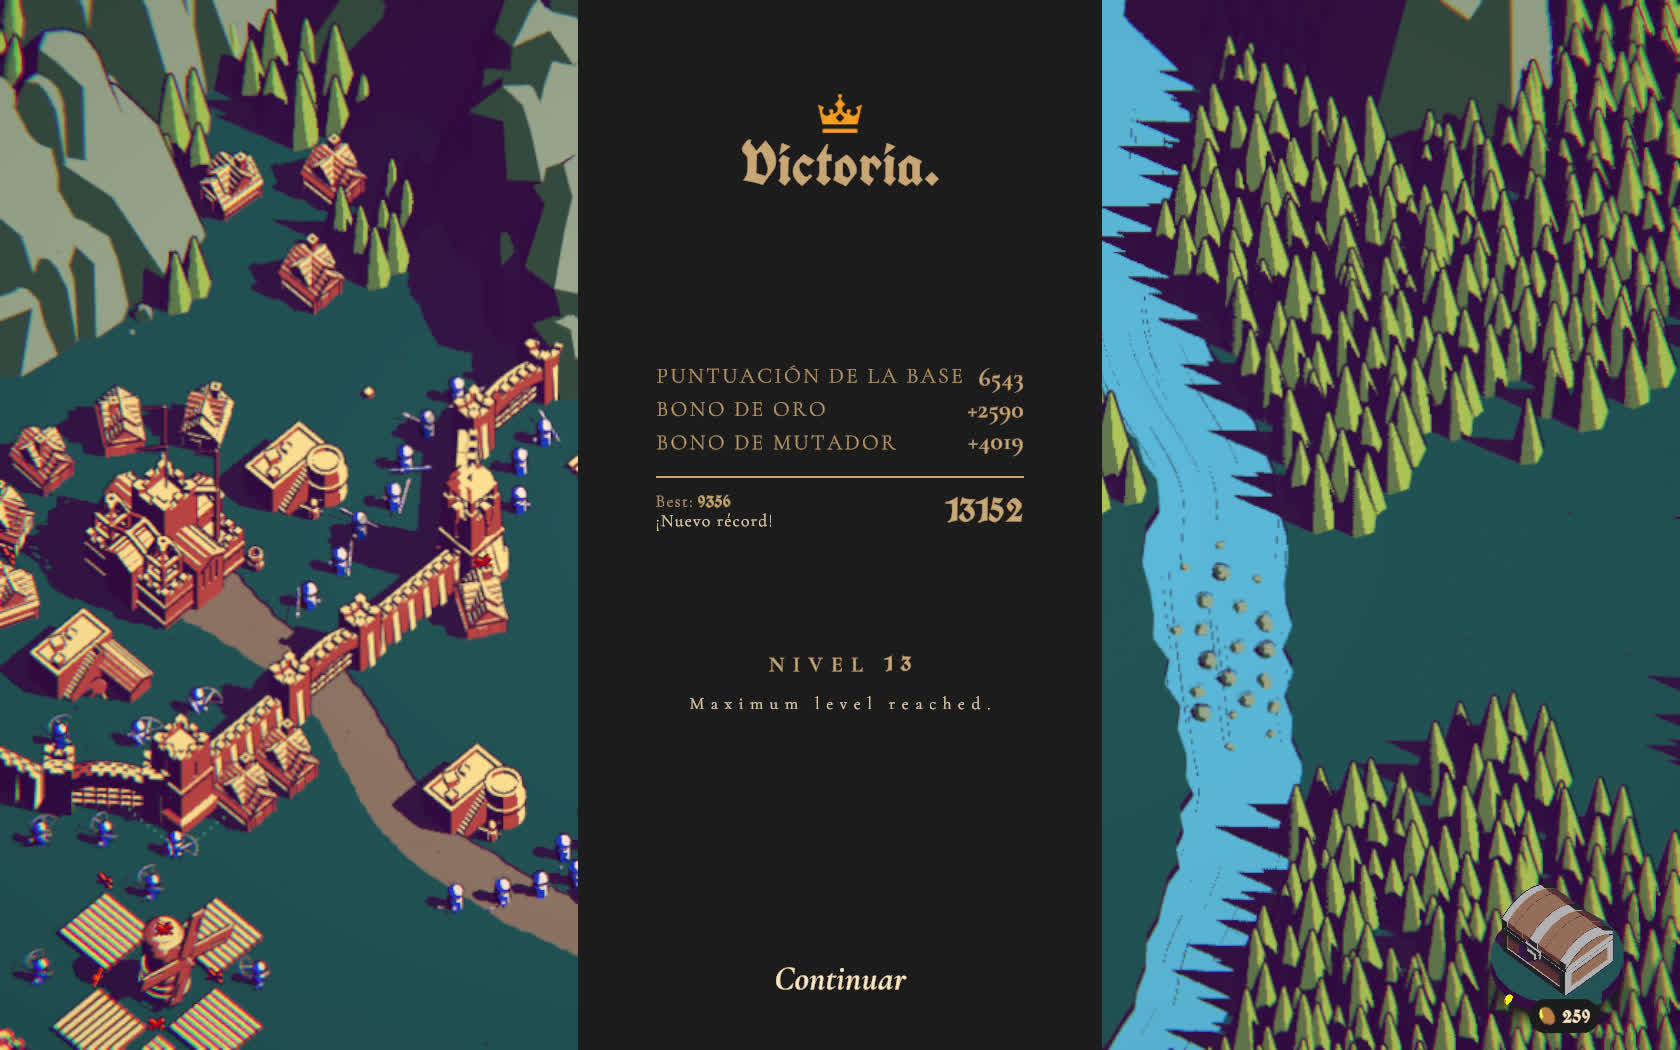 Victoria.
PUNTUACIÓN DE LA BASE 6543
BONO DE ORO +2590
BONO DE MUTADOR +4019
Best: 9356
¡Nuevo récord!
13152
NIVEL 13
Maximum level reached.
Continuar
259